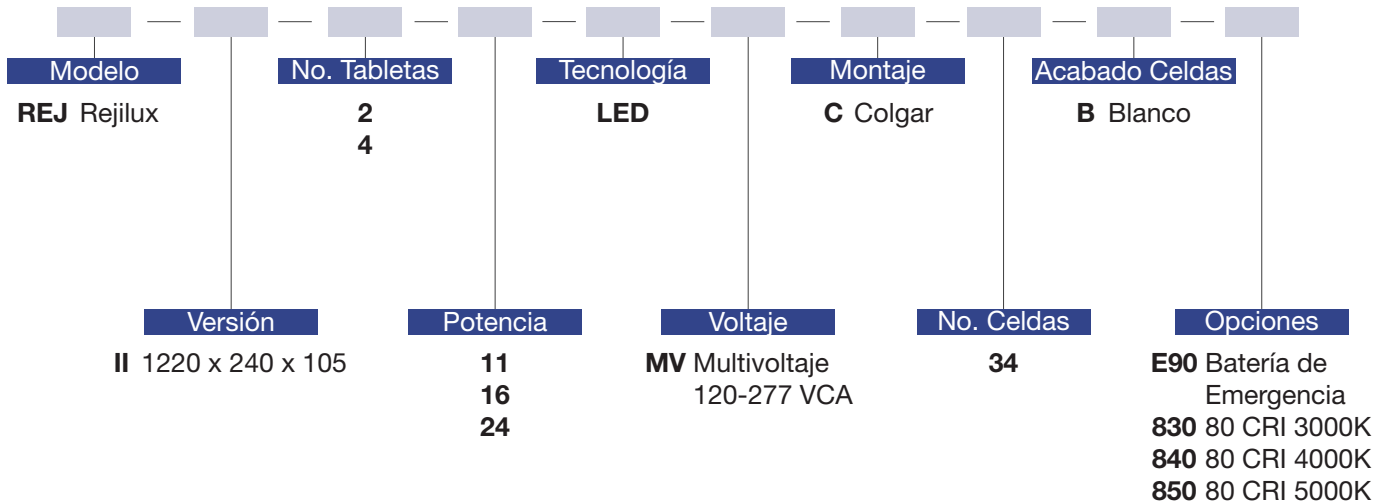 Modelo
REJ Rejilux
No. Tabletas
2
4
Tecnología
LED
Montaje
C Colgar
Acabado Celdas
B Blanco
Versión
II 1220 x 240 x 105
Potencia
11
16
24
Voltaje
MV Multivoltaje
120-277 VCA
No. Celdas
34
Opciones
E90 Batería de
Emergencia
830 80 CRI 3000K
840 80 CRI 4000K
850 80 CRI 5000K